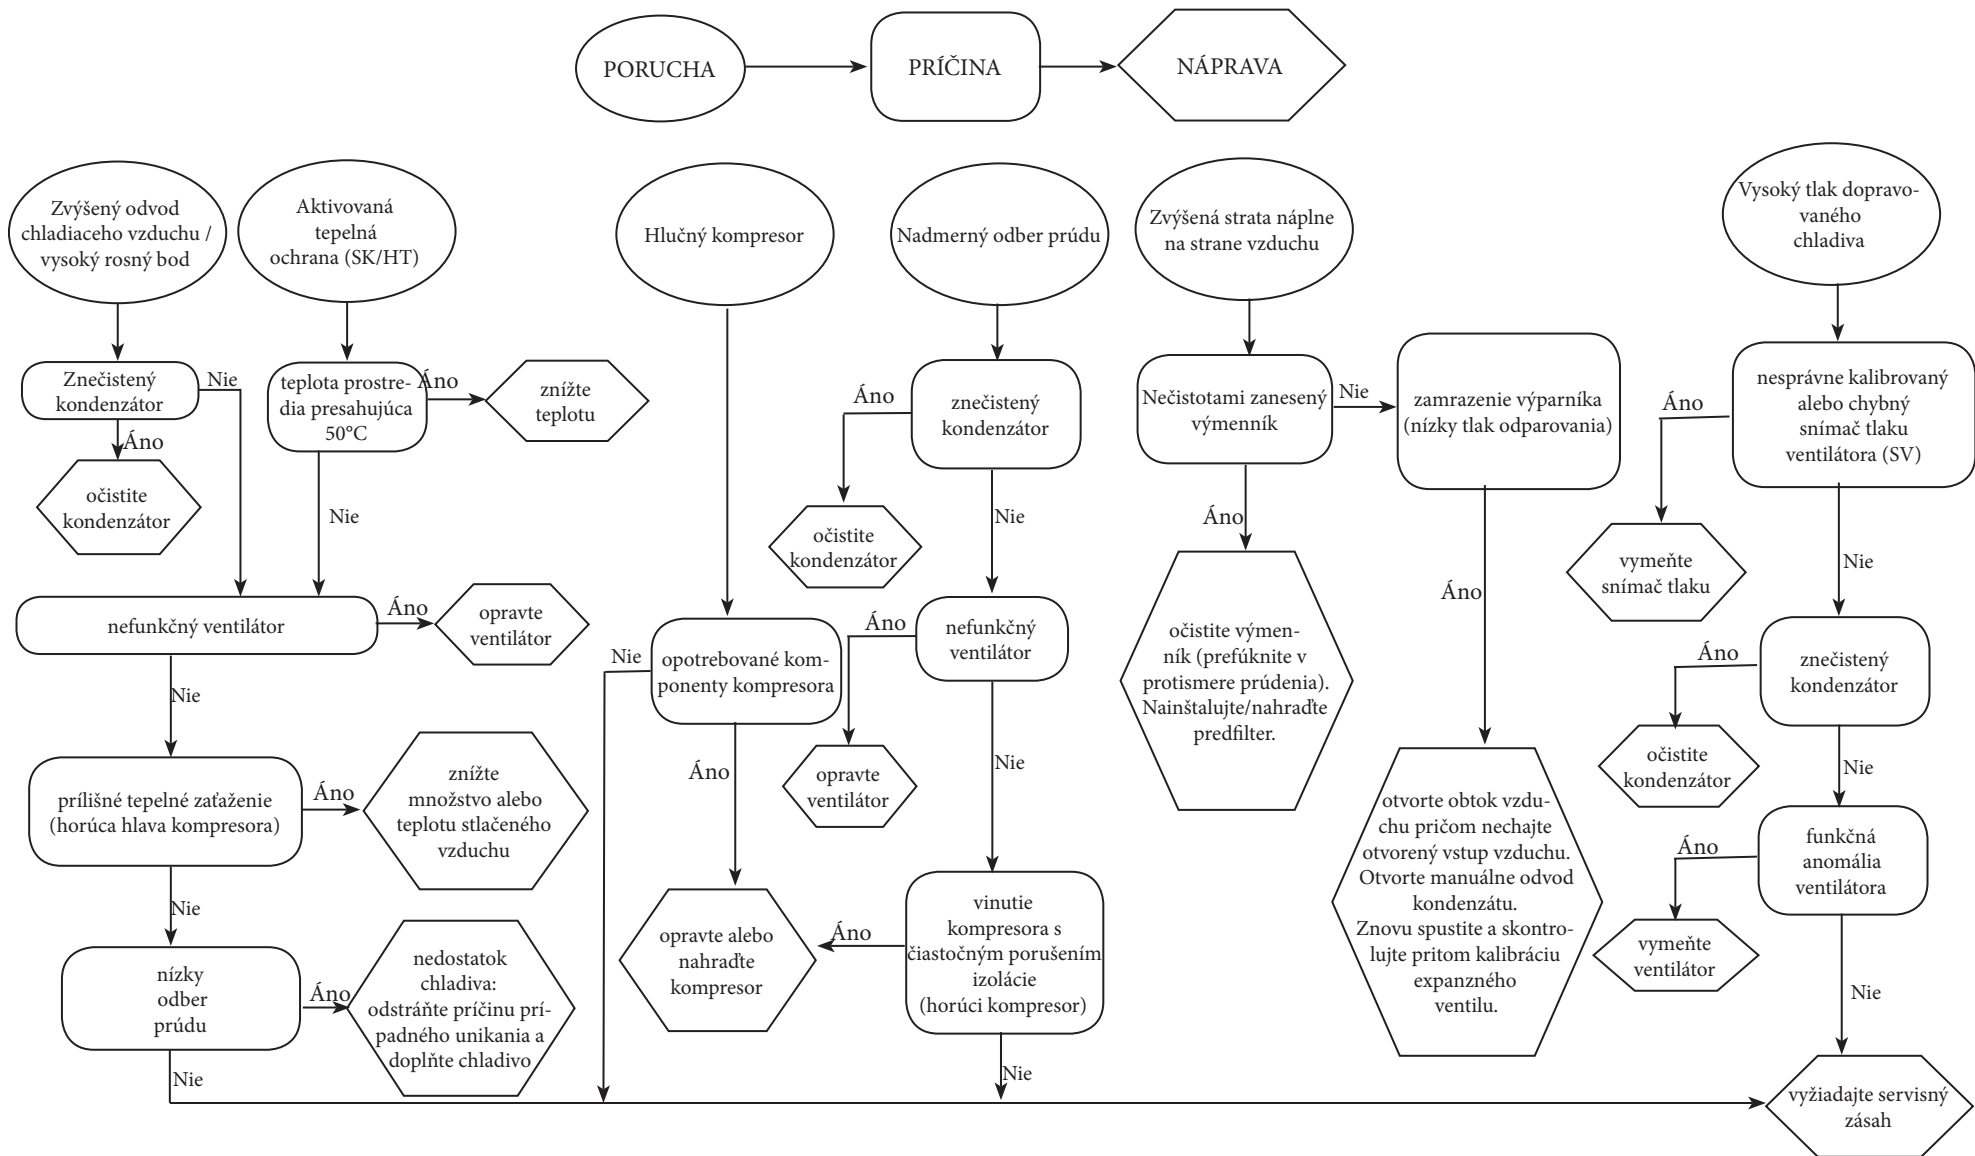 PORUCHA
PRÍČINA
NÁPRAVA
Zvýšený odvod
chladiaceho vzduchu /
vysoký rosný bod
Znečistený
kondenzátor
Nie
Áno
očistite
kondenzátor
Aktivovaná
tepelná
ochrana (SK/HT)
teplota prostre-
dia presahujúca
50°C
Áno
znížte
teplotu
Nie
nefunkčný ventilátor
Áno
opravte
ventilátor
Nie
prílišné tepelné zaťaženie
(horúca hlava kompresora)
Áno
znížte
množstvo alebo
teplotu stlačeného
vzduchu
Nie
nízky
odber
prúdu
Áno
nedostatok
chladiva:
odstráňte príčinu prí-
padného unikania a
doplňte chladivo
Nie
Hlučný kompresor
opotrebované kom-
ponenty kompresora
Nie
Áno
opravte alebo
nahraďte
kompresor
Nadmerný odber prúdu
znečistený
kondenzátor
Áno
očistite
kondenzátor
Nie
nefunkčný
ventilátor
Áno
opravte
ventilátor
Nie
vinutie
kompresora s
čiastočným porušením
izolácie
(horúci kompresor)
Áno
Nie
Zvýšená strata náplne
na strane vzduchu
Nečistotami zanesený
výmenník
Nie
Áno
očistite výmen-
ník (prefúknite v
protismere prúdenia).
Nainštalujte/nahraďte
predfilter.
zamrazenie výparníka
(nízky tlak odparovania)
Áno
otvorte obtok vzdu-
chu pričom nechajte
otvorený vstup vzduchu.
Otvorte manuálne odvod
kondenzátu.
Znovu spustite a skontro-
lujte pritom kalibráciu
expanzného
ventilu.
Vysoký tlak dopravo-
vaného
chladiva
nesprávne kalibrovaný
alebo chybný
snímač tlaku
ventilátora (SV)
Áno
vymeňte
snímač tlaku
Nie
znečistený
kondenzátor
Áno
očistite
kondenzátor
Nie
funkčná
anomália
ventilátora
Áno
vymeňte
ventilátor
Nie
vyžiadajte servisný
zásah